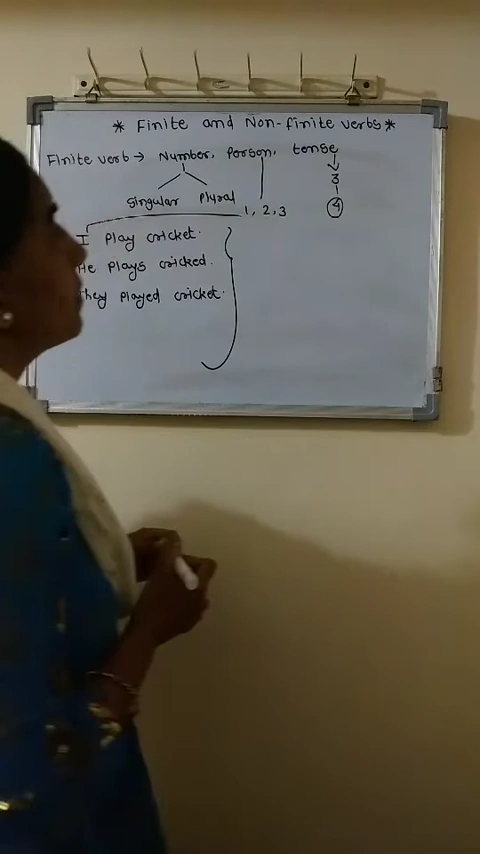 * Finite and Non-finite verbs *
Finite verb → Number, Person, tense
3
Singular Plural
1, 2, 3
4
I Play cricket.
He plays cricked.
They Played cricket.